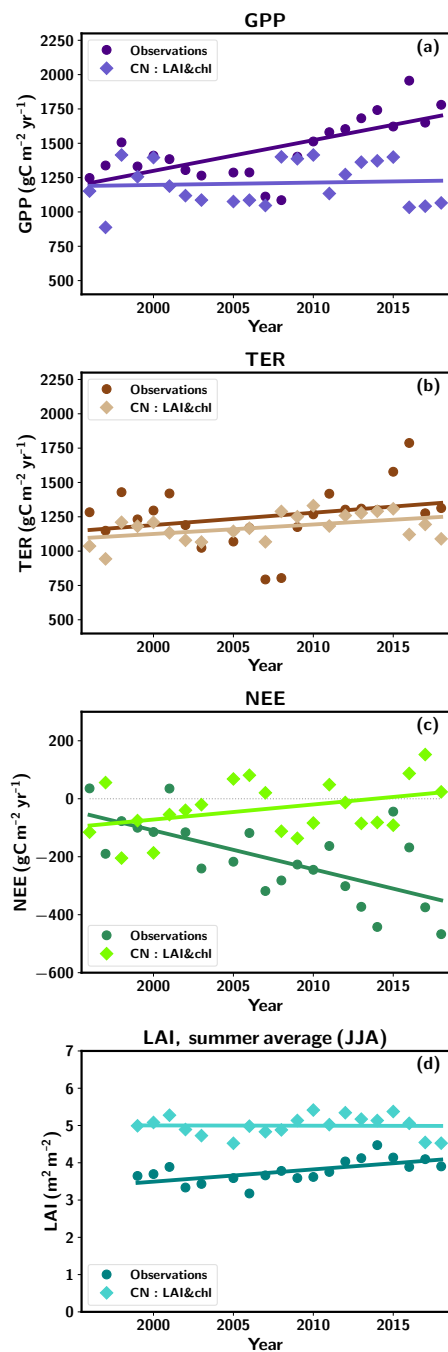 GPP
Observations
CN : LAI&chl
(a)
2250
2000
1750
1500
1250
1000
750
500
GPP (gC m⁻² yr⁻¹)
2000 2005 2010 2015
Year
TER
Observations
CN : LAI&chl
(b)
2250
2000
1750
1500
1250
1000
750
500
TER (gC m⁻² yr⁻¹)
2000 2005 2010 2015
Year
NEE
(c)
200
0
−200
−400
−600
NEE (gC m⁻² yr⁻¹)
Observations
CN : LAI&chl
2000 2005 2010 2015
Year
LAI, summer average (JJA)
(d)
7
6
5
4
3
2
1
0
LAI (m² m⁻²)
Observations
CN : LAI&chl
2000 2005 2010 2015
Year